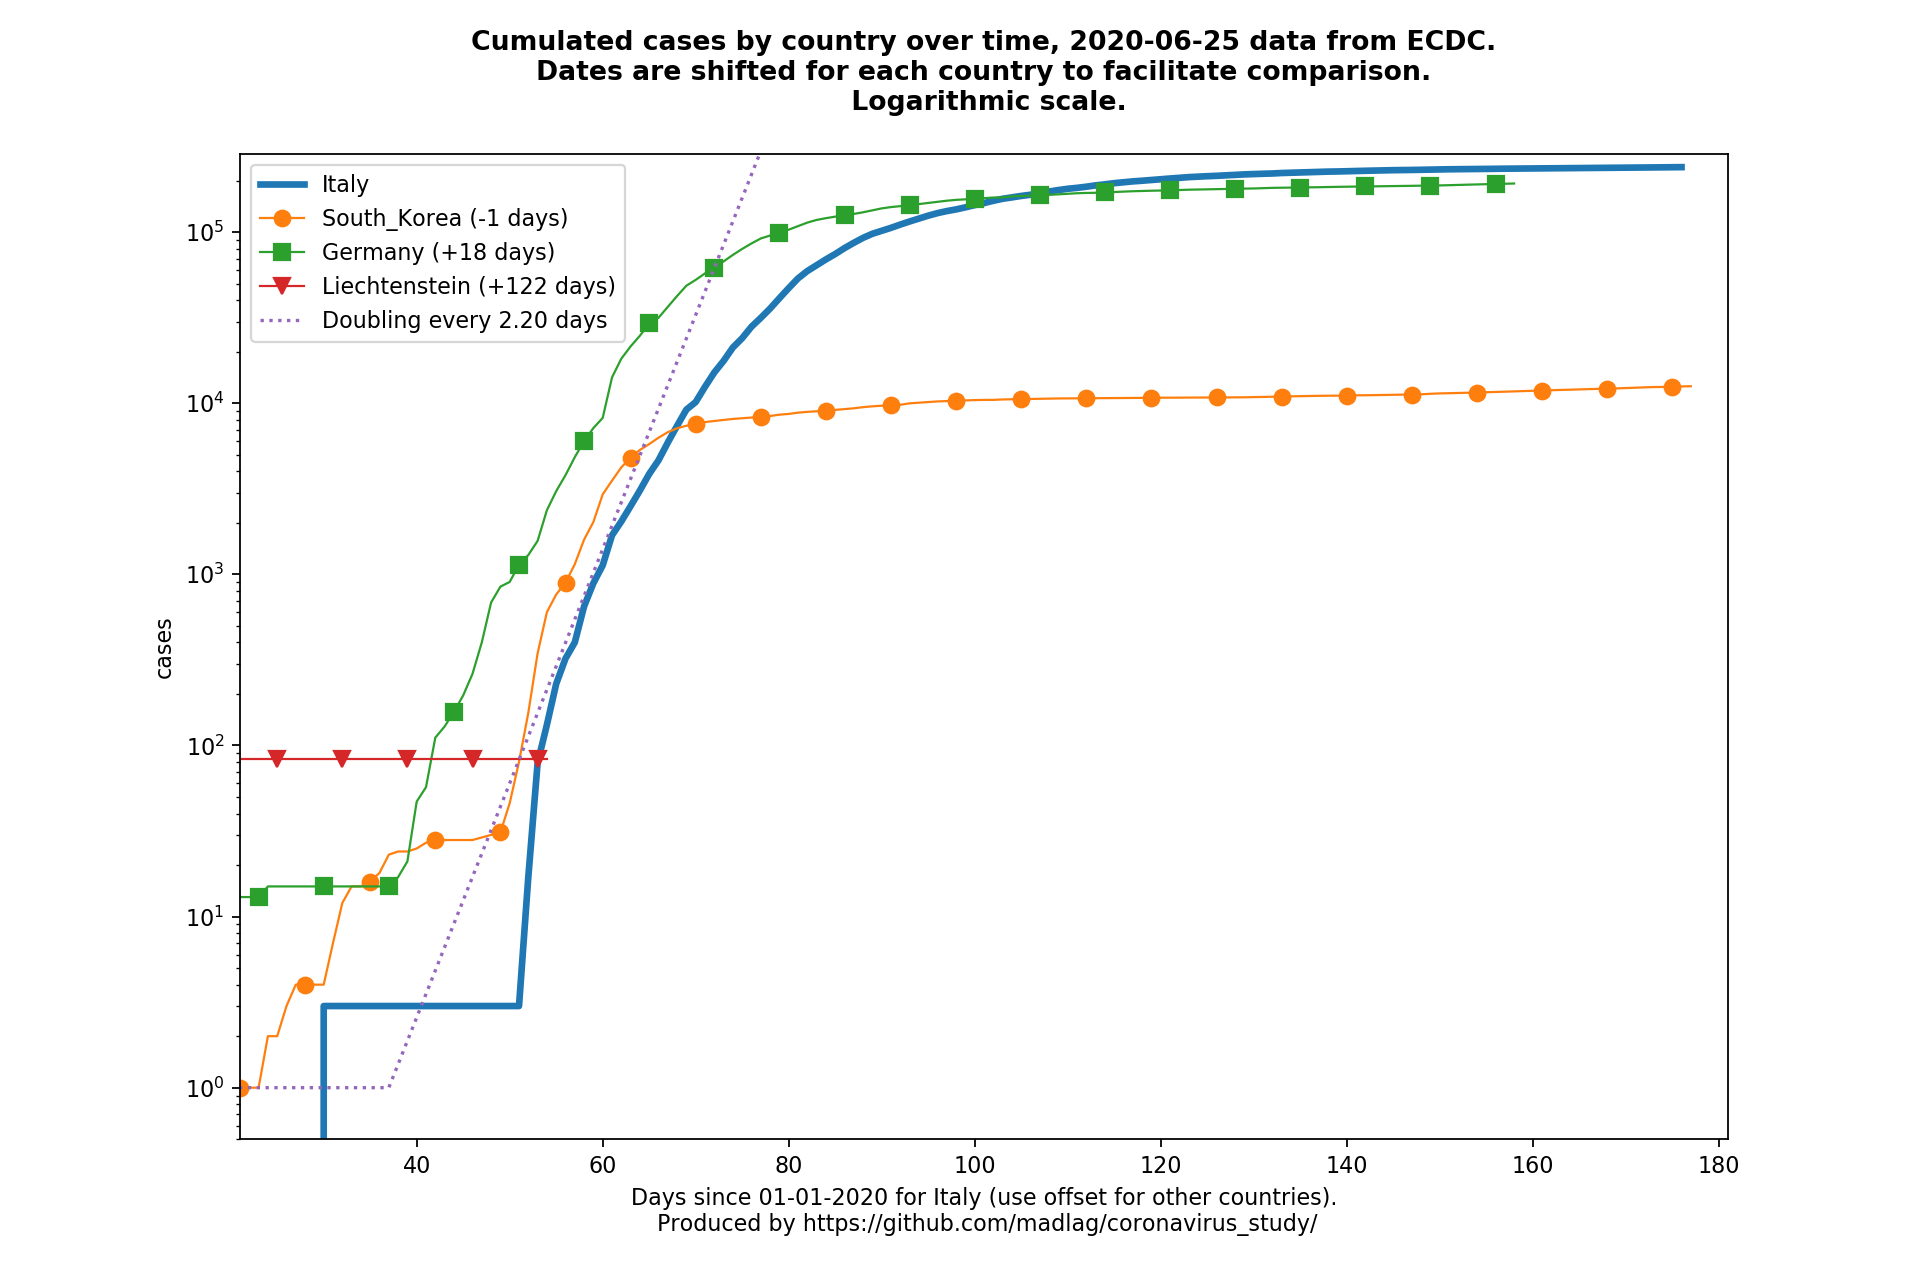 Cumulated cases by country over time, 2020-06-25 data from ECDC.
Dates are shifted for each country to facilitate comparison.
Logarithmic scale.
Italy
South_Korea (-1 days)
Germany (+18 days)
Liechtenstein (+122 days)
Doubling every 2.20 days
cases
10⁵
10⁴
10³
10²
10¹
10⁰
40 60 80 100 120 140 160 180
Days since 01-01-2020 for Italy (use offset for other countries).
Produced by https://github.com/madlag/coronavirus_study/